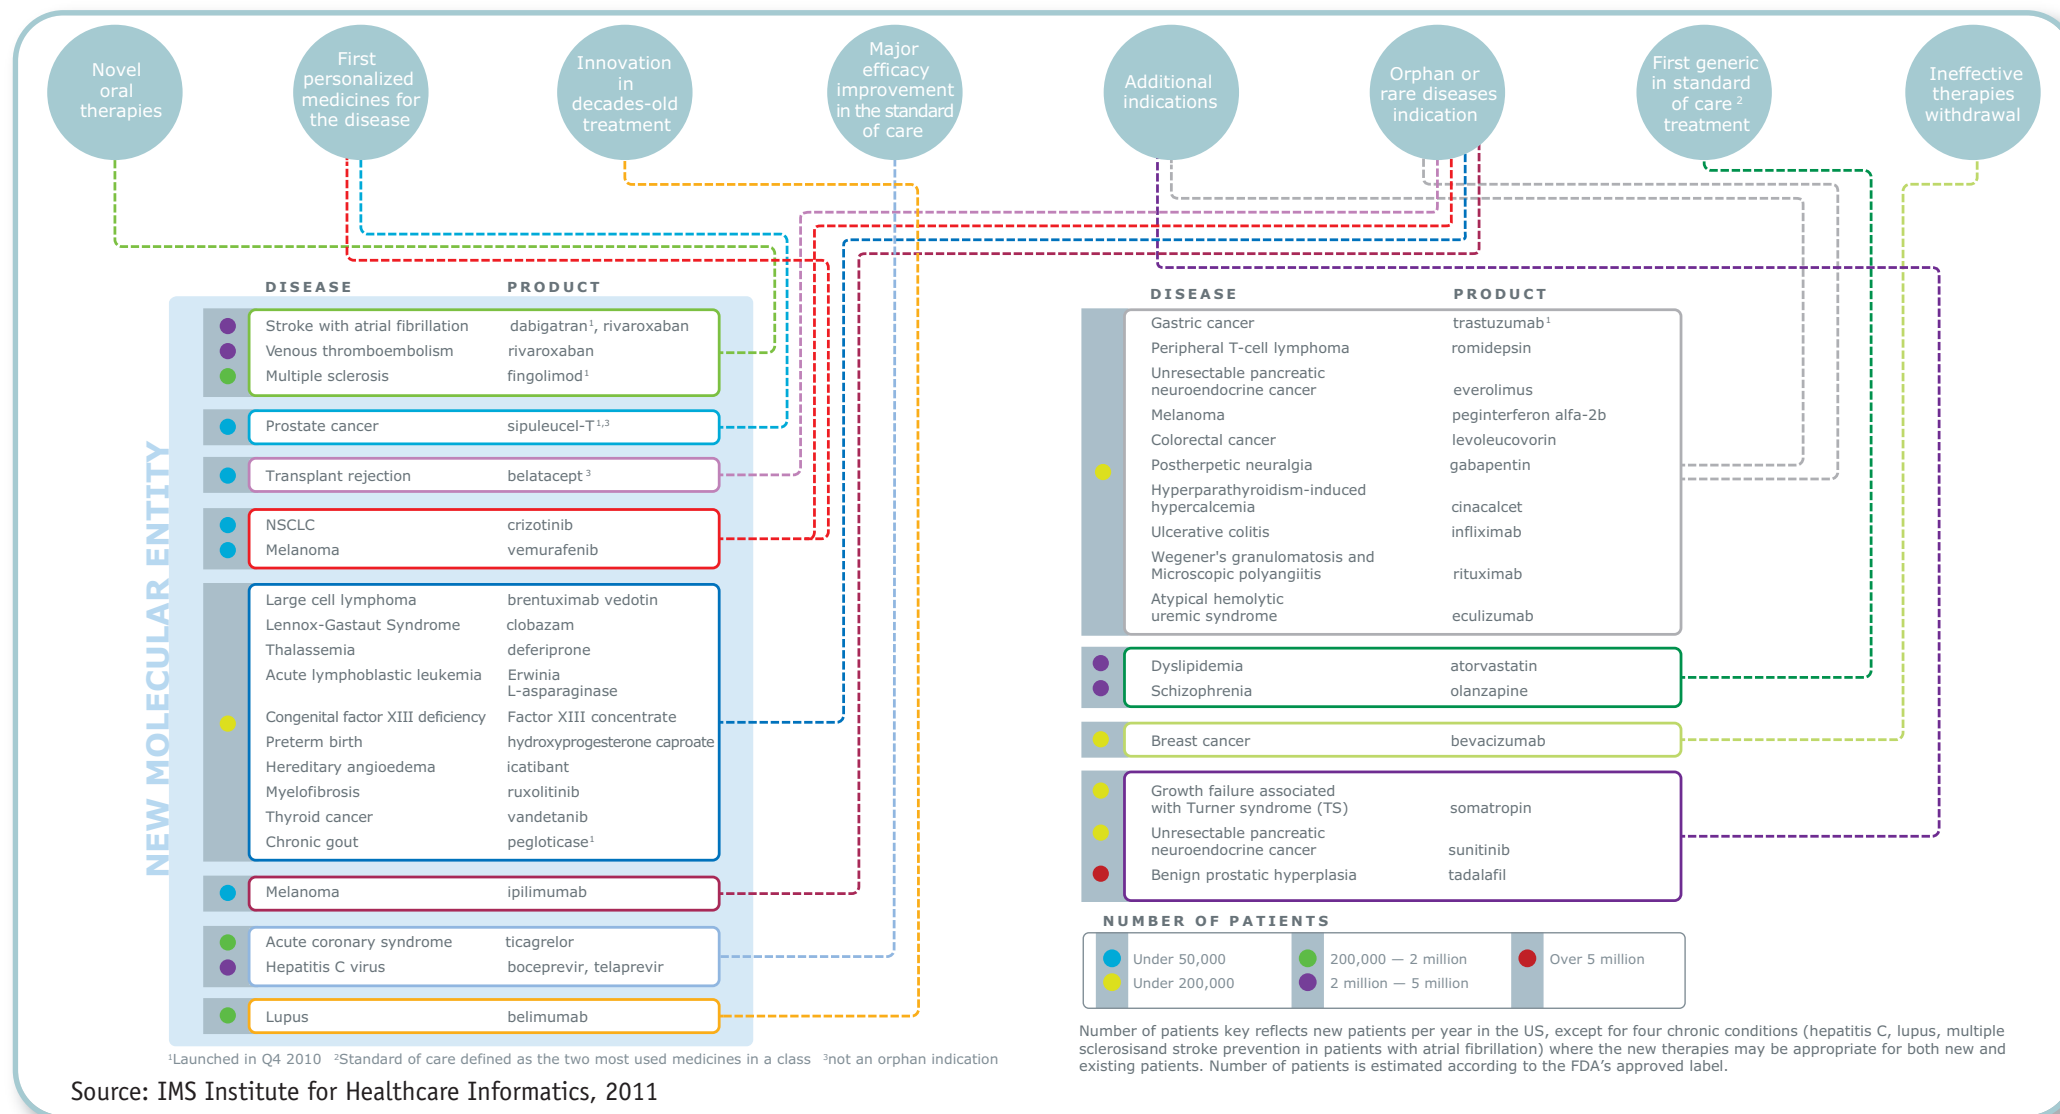 Novel
oral
therapies
First
personalized
medicines for
the disease
Innovation
in
decades-old
treatment
Major
efficacy
improvement
in the standard
of care
Additional
indications
Orphan or
rare diseases
indication
First generic
in standard
of care 2
treatment
Ineffective
therapies
withdrawal
NEW MOLECULAR ENTITY
DISEASE PRODUCT
Stroke with atrial fibrillation dabigatran1, rivaroxaban
Venous thromboembolism rivaroxaban
Multiple sclerosis fingolimod1
Prostate cancer sipuleucel-T1,3
Transplant rejection belatacept3
NSCLC crizotinib
Melanoma vemurafenib
Large cell lymphoma brentuximab vedotin
Lennox-Gastaut Syndrome clobazam
Thalassemia deferiprone
Acute lymphoblastic leukemia Erwinia
L-asparaginase
Congenital factor XIII deficiency Factor XIII concentrate
Preterm birth hydroxyprogesterone caproate
Hereditary angioedema icatibant
Myelofibrosis ruxolitinib
Thyroid cancer vandetanib
Chronic gout pegloticase1
Melanoma ipilimumab
Acute coronary syndrome ticagrelor
Hepatitis C virus boceprevir, telaprevir
Lupus belimumab
DISEASE PRODUCT
Gastric cancer trastuzumab1
Peripheral T-cell lymphoma romidepsin
Unresectable pancreatic
neuroendocrine cancer everolimus
Melanoma peginterferon alfa-2b
Colorectal cancer levoleucovorin
Postherpetic neuralgia gabapentin
Hyperparathyroidism-induced
hypercalcemia cinacalcet
Ulcerative colitis infliximab
Wegener's granulomatosis and
Microscopic polyangiitis rituximab
Atypical hemolytic
uremic syndrome eculizumab
Dyslipidemia atorvastatin
Schizophrenia olanzapine
Breast cancer bevacizumab
Growth failure associated
with Turner syndrome (TS) somatropin
Unresectable pancreatic
neuroendocrine cancer sunitinib
Benign prostatic hyperplasia tadalafil
NUMBER OF PATIENTS
Under 50,000 200,000 — 2 million Over 5 million
Under 200,000 2 million — 5 million
Number of patients key reflects new patients per year in the US, except for four chronic conditions (hepatitis C, lupus, multiple
sclerosisand stroke prevention in patients with atrial fibrillation) where the new therapies may be appropriate for both new and
existing patients. Number of patients is estimated according to the FDA’s approved label.
1Launched in Q4 2010 2Standard of care defined as the two most used medicines in a class 3not an orphan indication
Source: IMS Institute for Healthcare Informatics, 2011